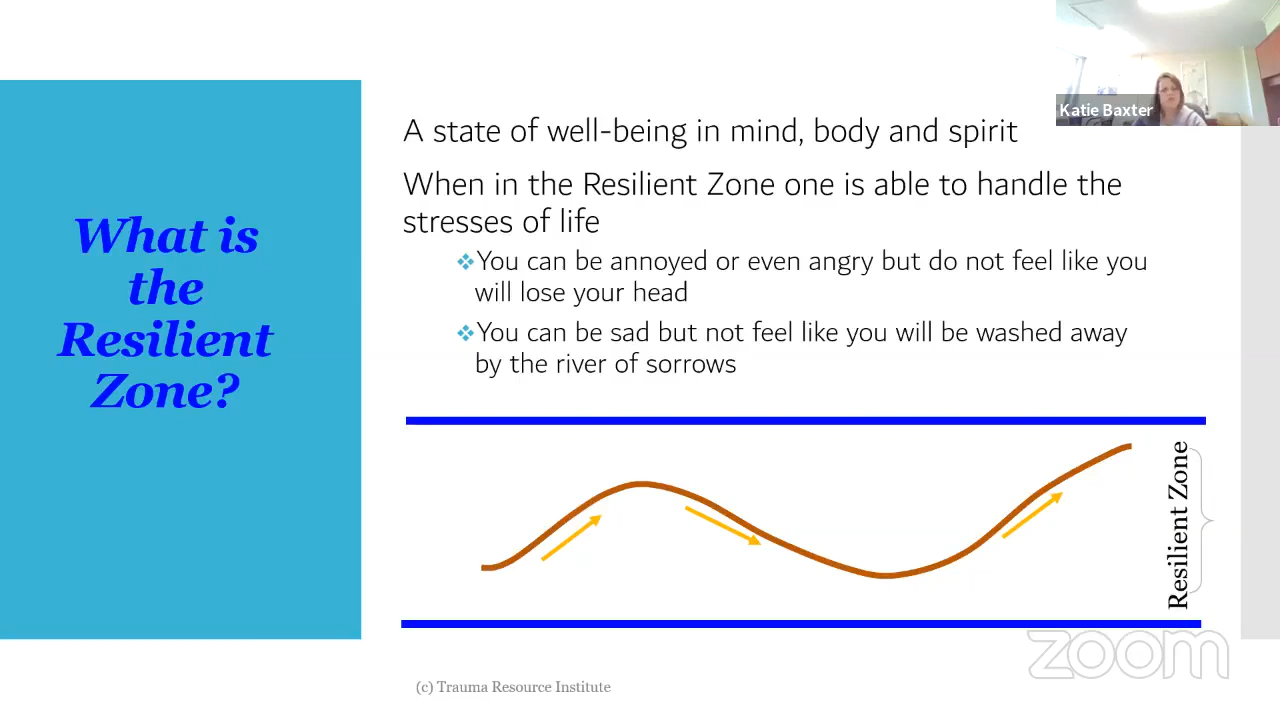 Katie Baxter
What is
the
Resilient
Zone?
A state of well-being in mind, body and spirit
When in the Resilient Zone one is able to handle the
stresses of life
❖You can be annoyed or even angry but do not feel like you
will lose your head
❖You can be sad but not feel like you will be washed away
by the river of sorrows
Resilient Zone
zoom
(c) Trauma Resource Institute